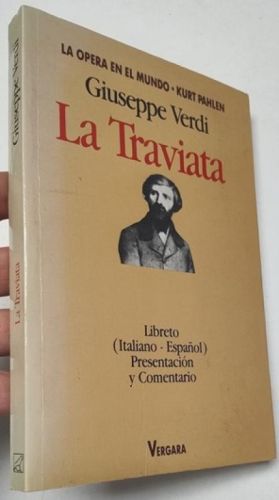 LA OPERA EN EL MUNDO • KURT PAHLEN
Giuseppe Verdi
La Traviata
Libreto
(Italiano - Español)
Presentación
y Comentario
VERGARA
Giuseppe Verdi
La Traviata